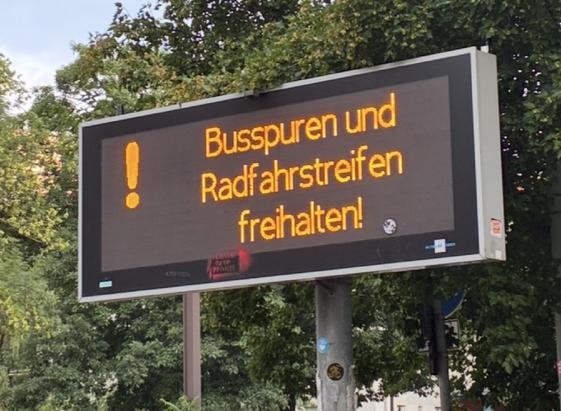 ! Busspuren und
Radfahrstreifen
freihalten!